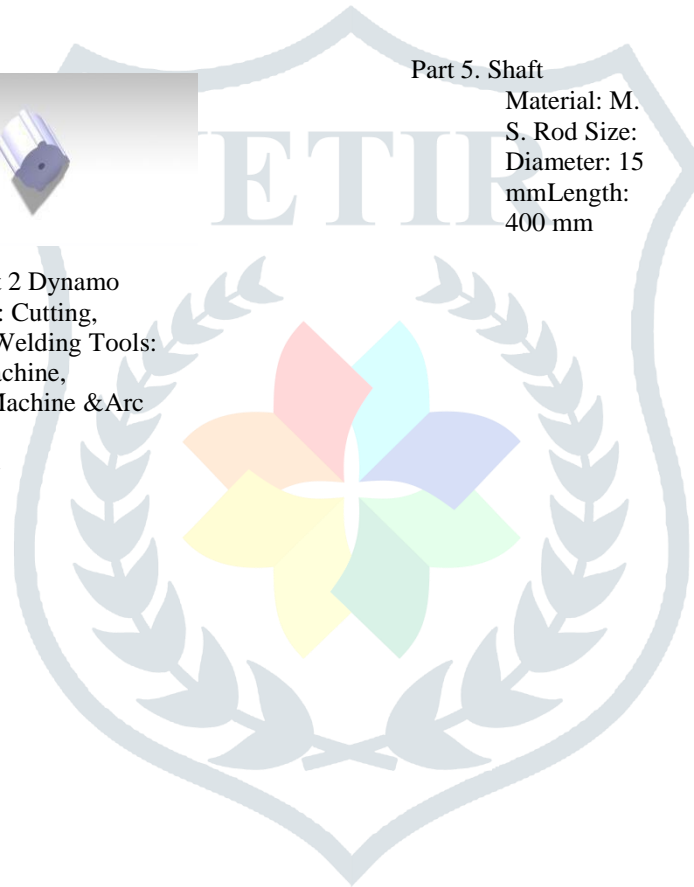 Part 5. Shaft
Material: M.
S. Rod Size:
Diameter: 15
mmLength:
400 mm
ETIR
2 Dynamo
: Cutting,
Welding Tools:
achine,
Machine &Arc